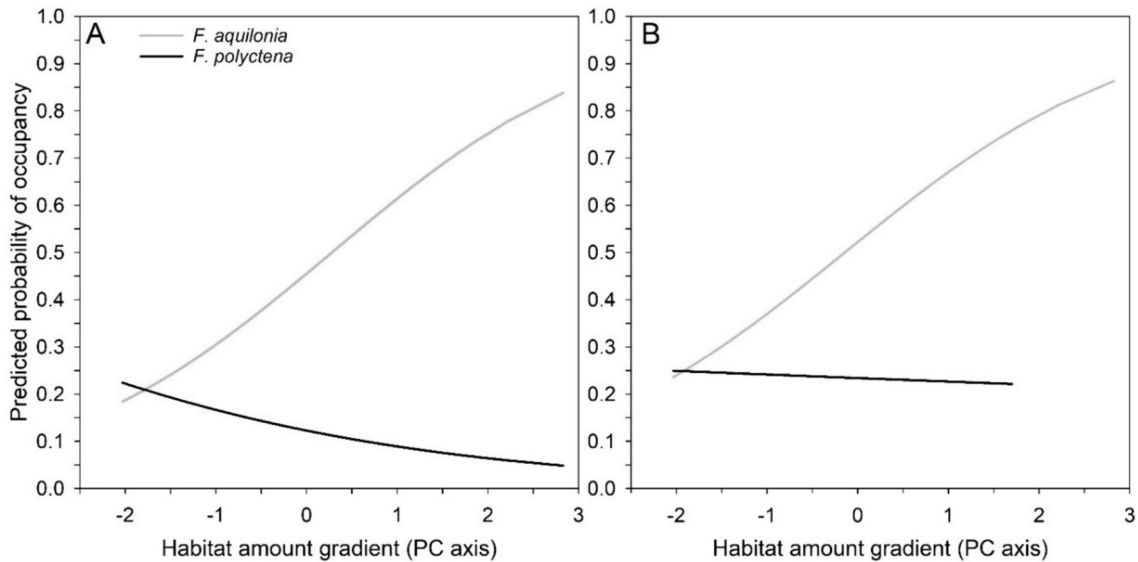 A
F. aquilonia
F. polyctena
B
Predicted probability of occupancy
1.0
0.9
0.8
0.7
0.6
0.5
0.4
0.3
0.2
0.1
0.0
1.0
0.9
0.8
0.7
0.6
0.5
0.4
0.3
0.2
0.1
0.0
-2 -1 0 1 2 3
-2 -1 0 1 2 3
Habitat amount gradient (PC axis)
Habitat amount gradient (PC axis)